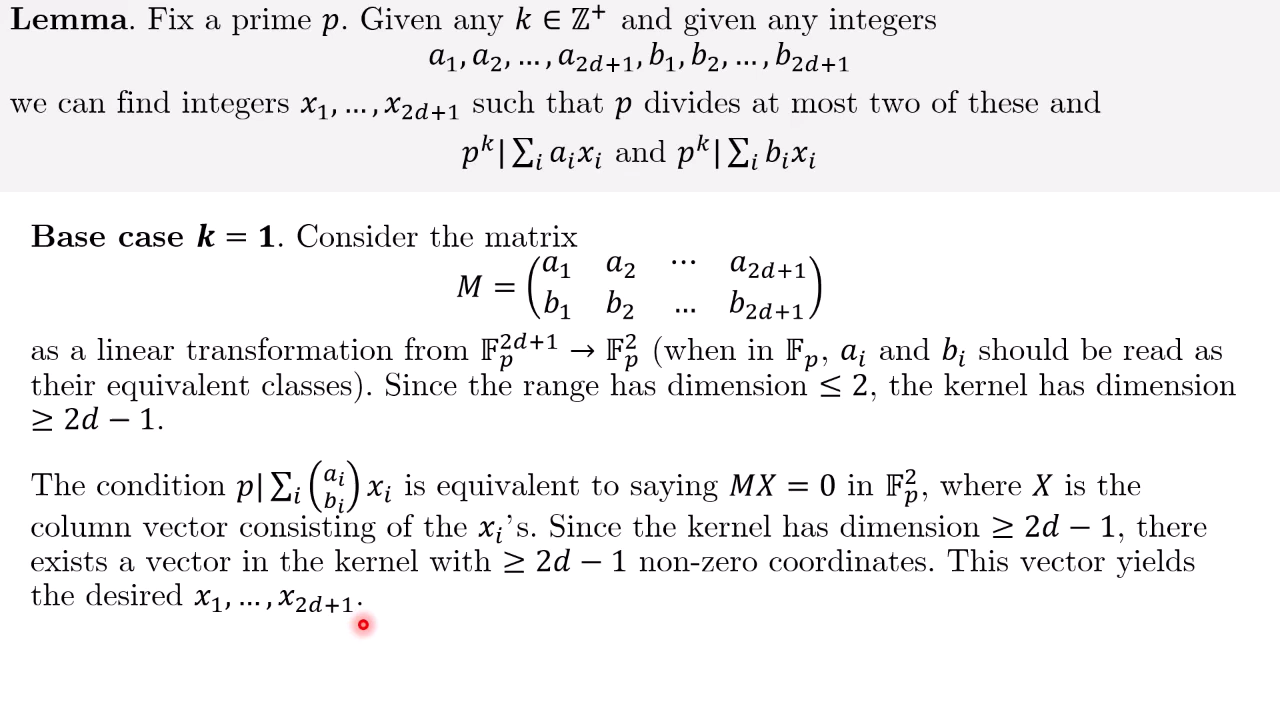 Lemma. Fix a prime p. Given any k ∈ ℤ⁺ and given any integers
a₁, a₂, …, a₂d₊₁, b₁, b₂, …, b₂d₊₁
we can find integers x₁, …, x₂d₊₁ such that p divides at most two of these and
pᵏ|∑ᵢ aᵢxᵢ and pᵏ|∑ᵢ bᵢxᵢ
Base case k = 1. Consider the matrix
M = (a₁ a₂ ⋯ a₂d₊₁
b₁ b₂ … b₂d₊₁)
as a linear transformation from 𝔽ₚ²ᵈ⁺¹ → 𝔽ₚ² (when in 𝔽ₚ, aᵢ and bᵢ should be read as
their equivalent classes). Since the range has dimension ≤ 2, the kernel has dimension
≥ 2d − 1.
The condition p|∑ᵢ (aᵢ bᵢ) xᵢ is equivalent to saying MX = 0 in 𝔽ₚ², where X is the
column vector consisting of the xᵢ's. Since the kernel has dimension ≥ 2d − 1, there
exists a vector in the kernel with ≥ 2d − 1 non-zero coordinates. This vector yields
the desired x₁, …, x₂d₊₁.